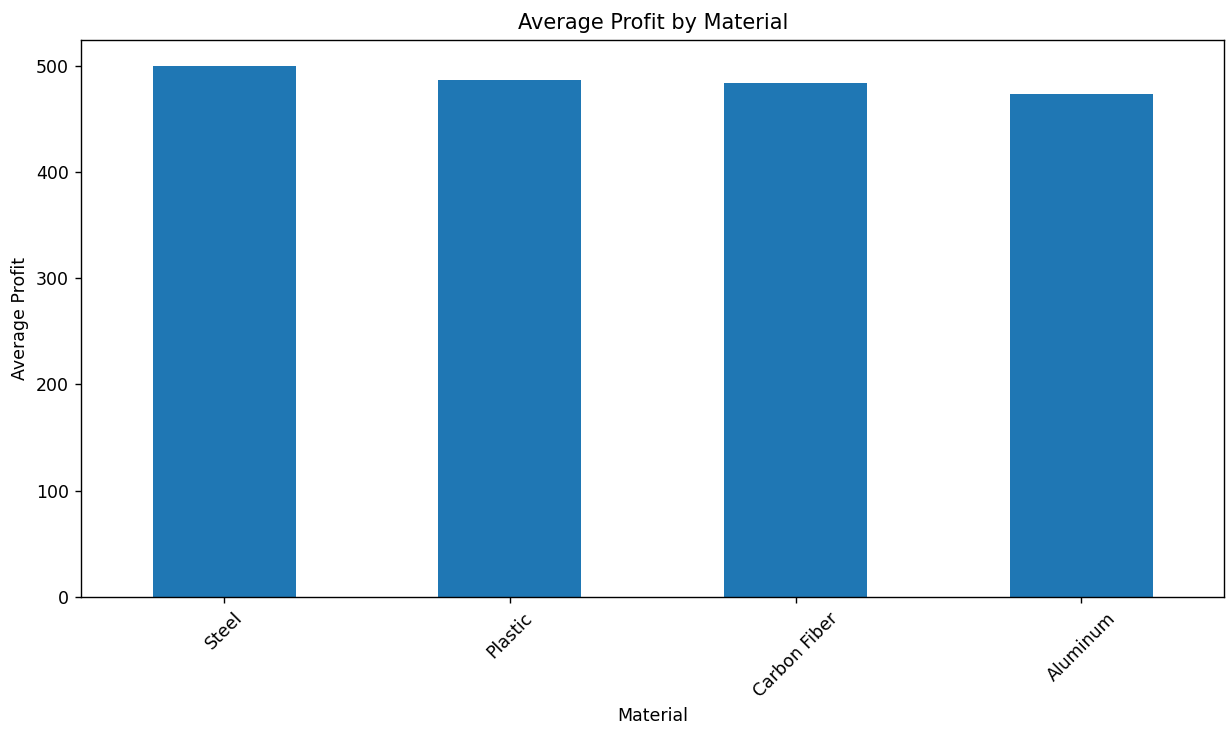 Average Profit by Material
Average Profit
500
400
300
200
100
0
Steel
Plastic
Carbon Fiber
Aluminum
Material